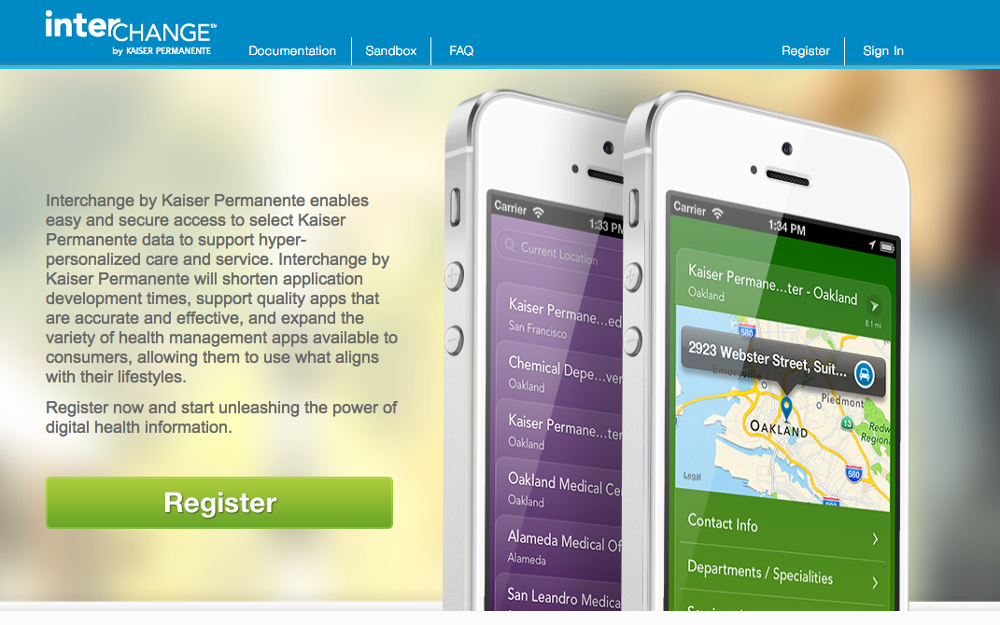 interCHANGE℠
by KAISER PERMANENTE
Documentation
Sandbox
FAQ
Register
Sign In
Interchange by Kaiser Permanente enables
easy and secure access to select Kaiser
Permanente data to support hyper-
personalized care and service. Interchange by
Kaiser Permanente will shorten application
development times, support quality apps that
are accurate and effective, and expand the
variety of health management apps available to
consumers, allowing them to use what aligns
with their lifestyles.
Register now and start unleashing the power of
digital health information.
Register
Carrier
1:33 PM
Current Location
Kaiser Permane...ed
San Francisco
Chemical Depe...ver
Oakland
Kaiser Permane...ter
Oakland
Oakland Medical Ce
Oakland
Alameda Medical Of
Alameda
San Leandro Medica
Carrier
1:34 PM
Kaiser Permane...ter - Oakland
Oakland
8.1 mi
580
2923 Webster Street, Suit...
Emeryville
Piedmont
OAKLAND
13
Redw
Regiona
580
Legal
Contact Info
Departments / Specialities